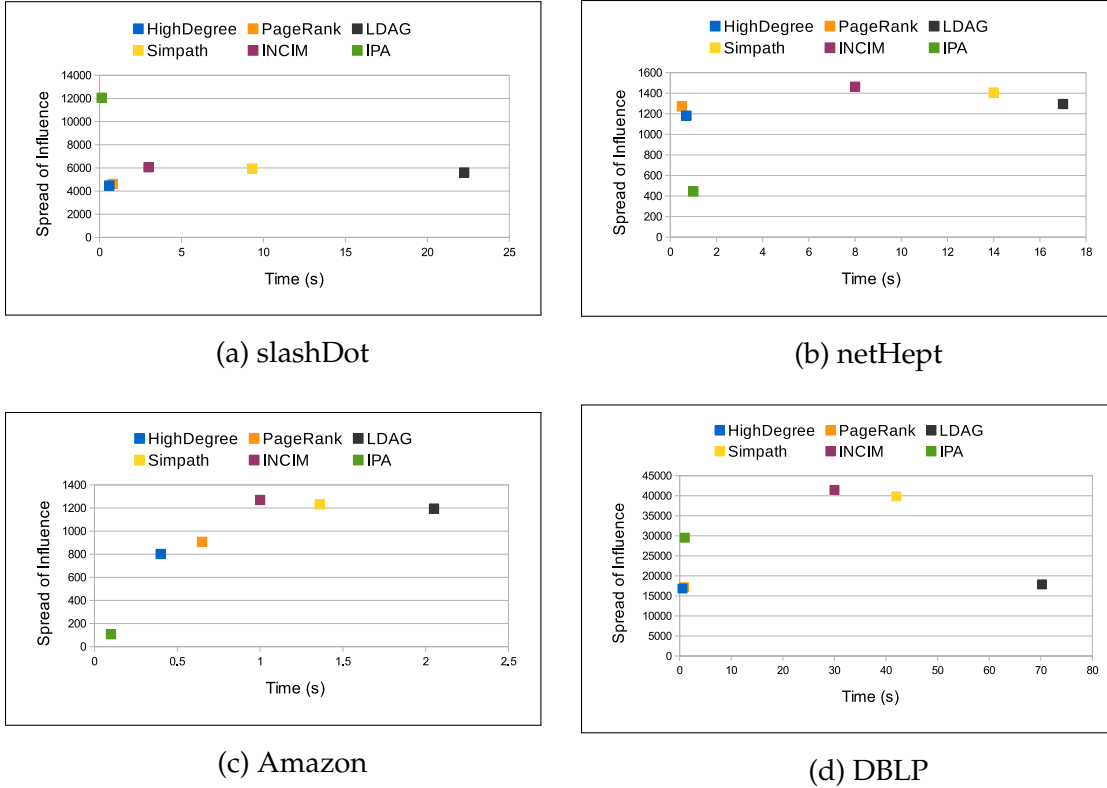 HighDegree PageRank LDAG
Simpath INCIM IPA
14000
12000
10000
8000
6000
4000
2000
0
Spread of Influence
0 5 10 15 20 25
Time (s)
(a) slashDot
HighDegree PageRank LDAG
Simpath INCIM IPA
1600
1400
1200
1000
800
600
400
200
0
Spread of Influence
0 2 4 6 8 10 12 14 16 18
Time (s)
(b) netHept
HighDegree PageRank LDAG
Simpath INCIM IPA
1400
1200
1000
800
600
400
200
0
Spread of Influence
0 0,5 1 1,5 2 2,5
Time (s)
(c) Amazon
HighDegree PageRank LDAG
Simpath INCIM IPA
45000
40000
35000
30000
25000
20000
15000
10000
5000
0
Spread of Influence
0 10 20 30 40 50 60 70 80
Time (s)
(d) DBLP